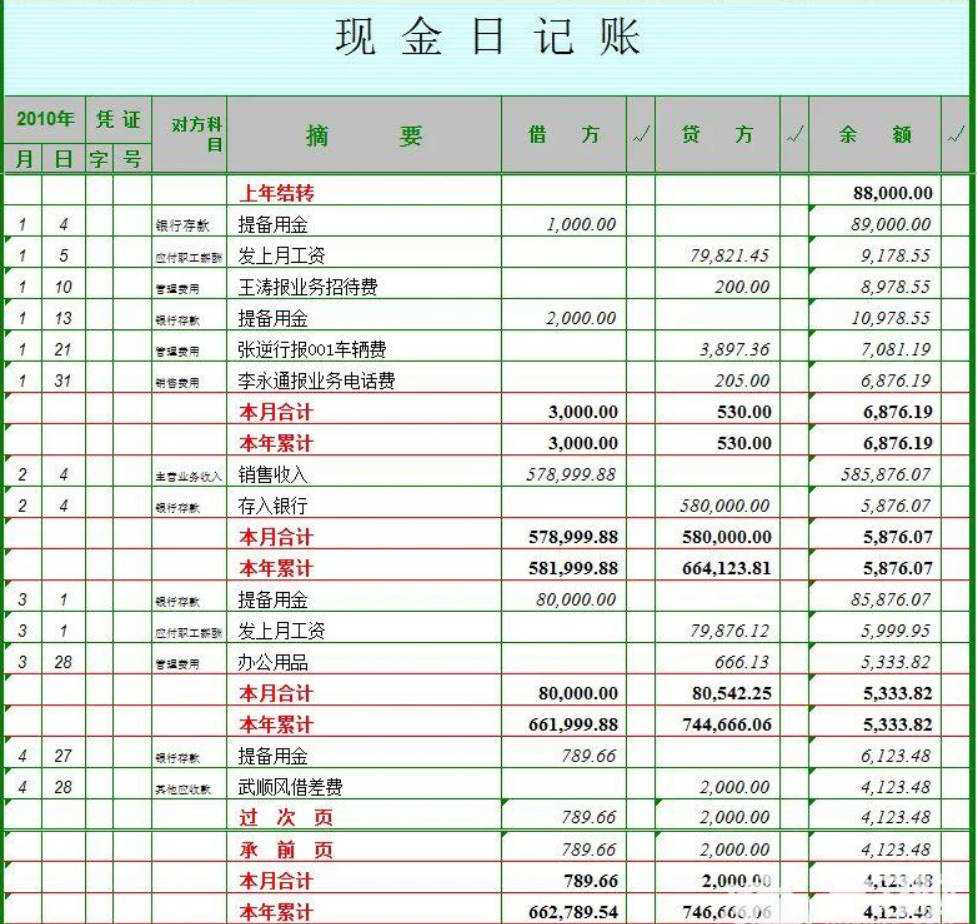 现金日记账
2010年 凭证 对方科目 摘要 借方 √ 贷方 √ 余额 √
月 日 字 号
上年结转 88,000.00
1 4 银行存款 提备用金 1,000.00 89,000.00
1 5 应付职工薪酬 发上月工资 79,821.45 9,178.55
1 10 管理费用 王涛报业务招待费 200.00 8,978.55
1 13 银行存款 提备用金 2,000.00 10,978.55
1 21 管理费用 张逆行报001车辆费 3,897.36 7,081.19
1 31 销售费用 李永通报业务电话费 205.00 6,876.19
本月合计 3,000.00 530.00 6,876.19
本年累计 3,000.00 530.00 6,876.19
2 4 主营业务收入 销售收入 578,999.88 585,876.07
2 4 银行存款 存入银行 580,000.00 5,876.07
本月合计 578,999.88 580,000.00 5,876.07
本年累计 581,999.88 664,123.81 5,876.07
3 1 银行存款 提备用金 80,000.00 85,876.07
3 1 应付职工薪酬 发上月工资 79,876.12 5,999.95
3 28 管理费用 办公用品 666.13 5,333.82
本月合计 80,000.00 80,542.25 5,333.82
本年累计 661,999.88 744,666.06 5,333.82
4 27 银行存款 提备用金 789.66 6,123.48
4 28 其他应收款 武顺风借差费 2,000.00 4,123.48
过次页 789.66 2,000.00 4,123.48
承前页 789.66 2,000.00 4,123.48
本月合计 789.66 2,000.00 4,123.48
本年累计 662,789.54 746,666.06 4,123.48